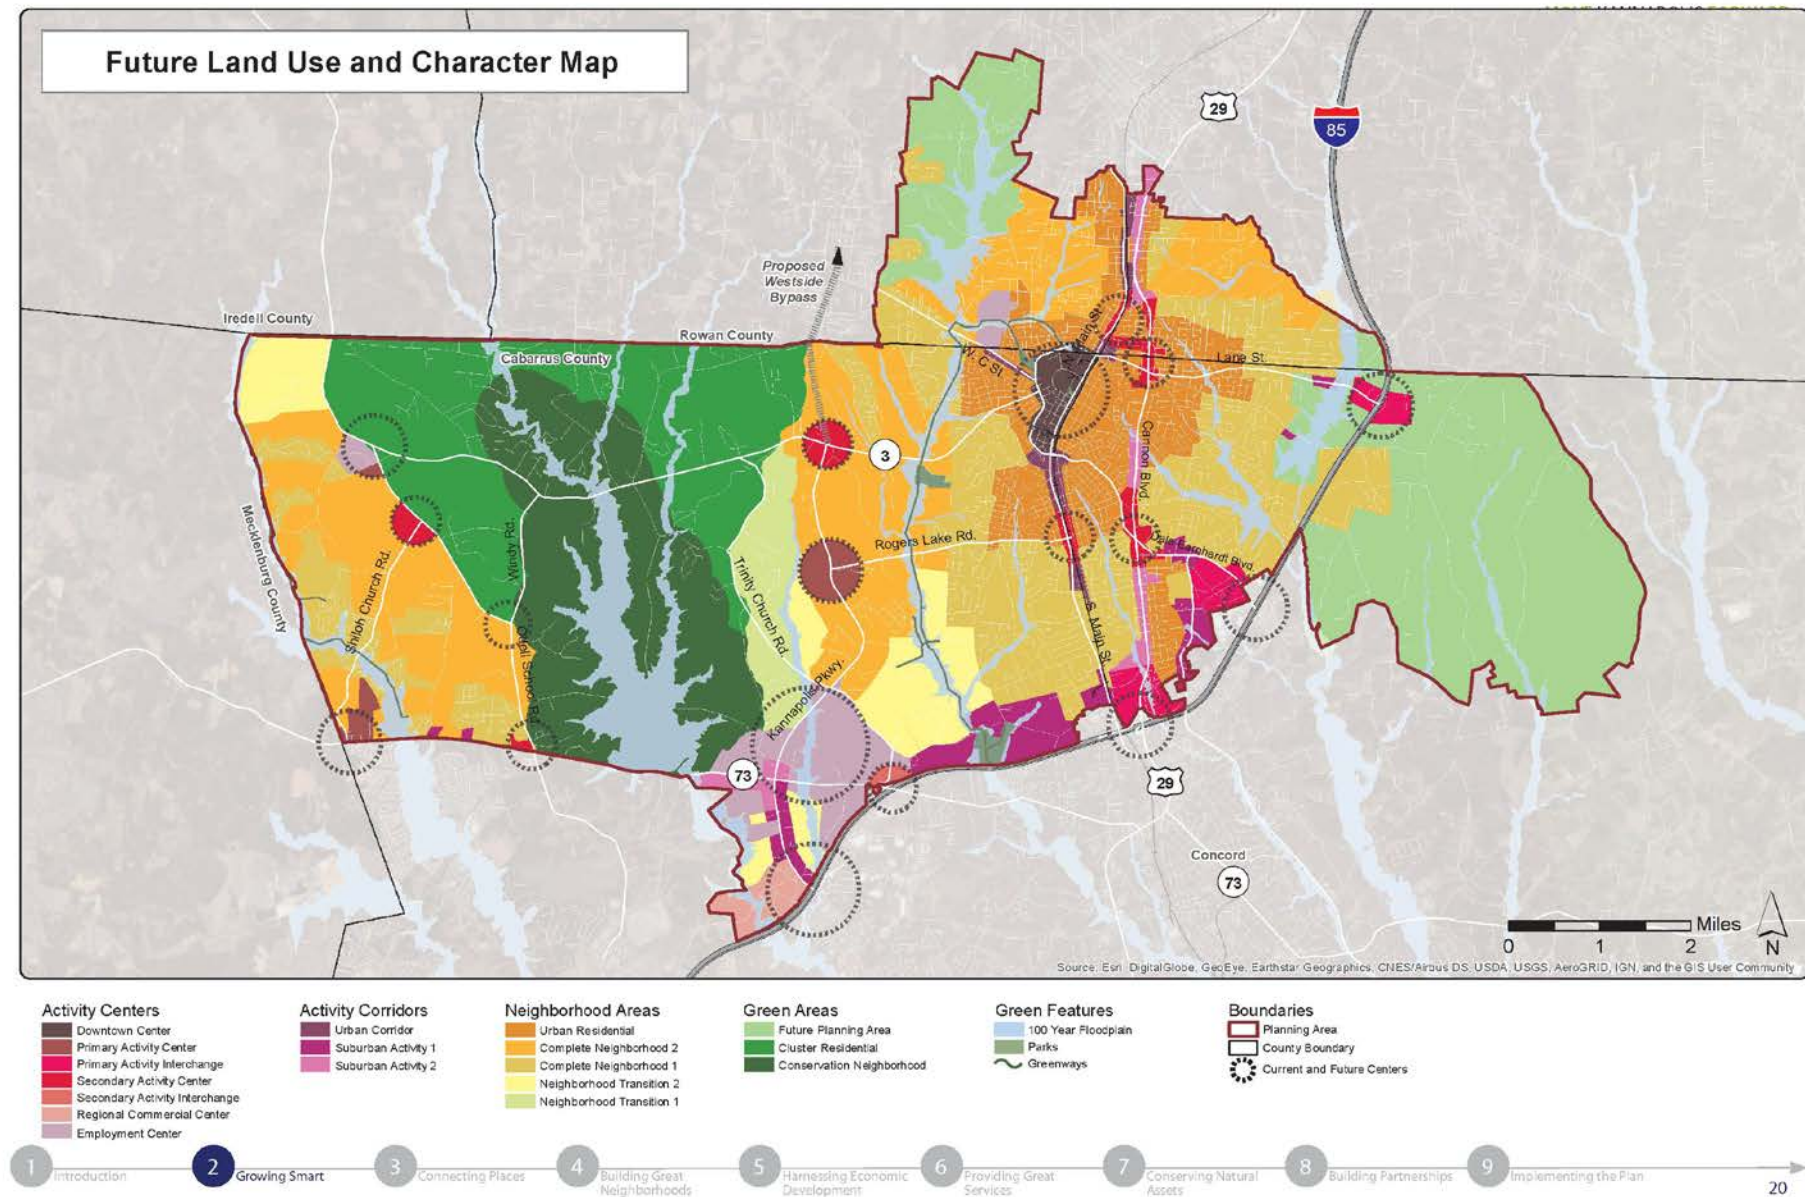 Future Land Use and Character Map
29
85
Proposed
Westside
Bypass
Iredell County
Rowan County
Cabarrus County
Mecklenburg County
W. C St.
N. Main St.
Lane St.
Cannon Blvd.
3
Rogers Lake Rd.
Dale Earnhardt Blvd.
Windy Rd.
Trinity Church Rd.
Shiloh Church Rd.
Odell School Rd.
S. Main St.
Kannapolis Pkwy.
73
29
Concord
73
Miles
0 1 2
N
Source: Esri, DigitalGlobe, GeoEye, Earthstar Geographics, CNES/Airbus DS, USDA, USGS, AeroGRID, IGN, and the GIS User Community
Activity Centers
Downtown Center
Primary Activity Center
Primary Activity Interchange
Secondary Activity Center
Secondary Activity Interchange
Regional Commercial Center
Employment Center
Activity Corridors
Urban Corridor
Suburban Activity 1
Suburban Activity 2
Neighborhood Areas
Urban Residential
Complete Neighborhood 2
Complete Neighborhood 1
Neighborhood Transition 2
Neighborhood Transition 1
Green Areas
Future Planning Area
Cluster Residential
Conservation Neighborhood
Green Features
100 Year Floodplain
Parks
Greenways
Boundaries
Planning Area
County Boundary
Current and Future Centers
1 Introduction
2 Growing Smart
3 Connecting Places
4 Building Great
Neighborhoods
5 Harnessing Economic
Development
6 Providing Great
Services
7 Conserving Natural
Assets
8 Building Partnerships
9 Implementing the Plan
20